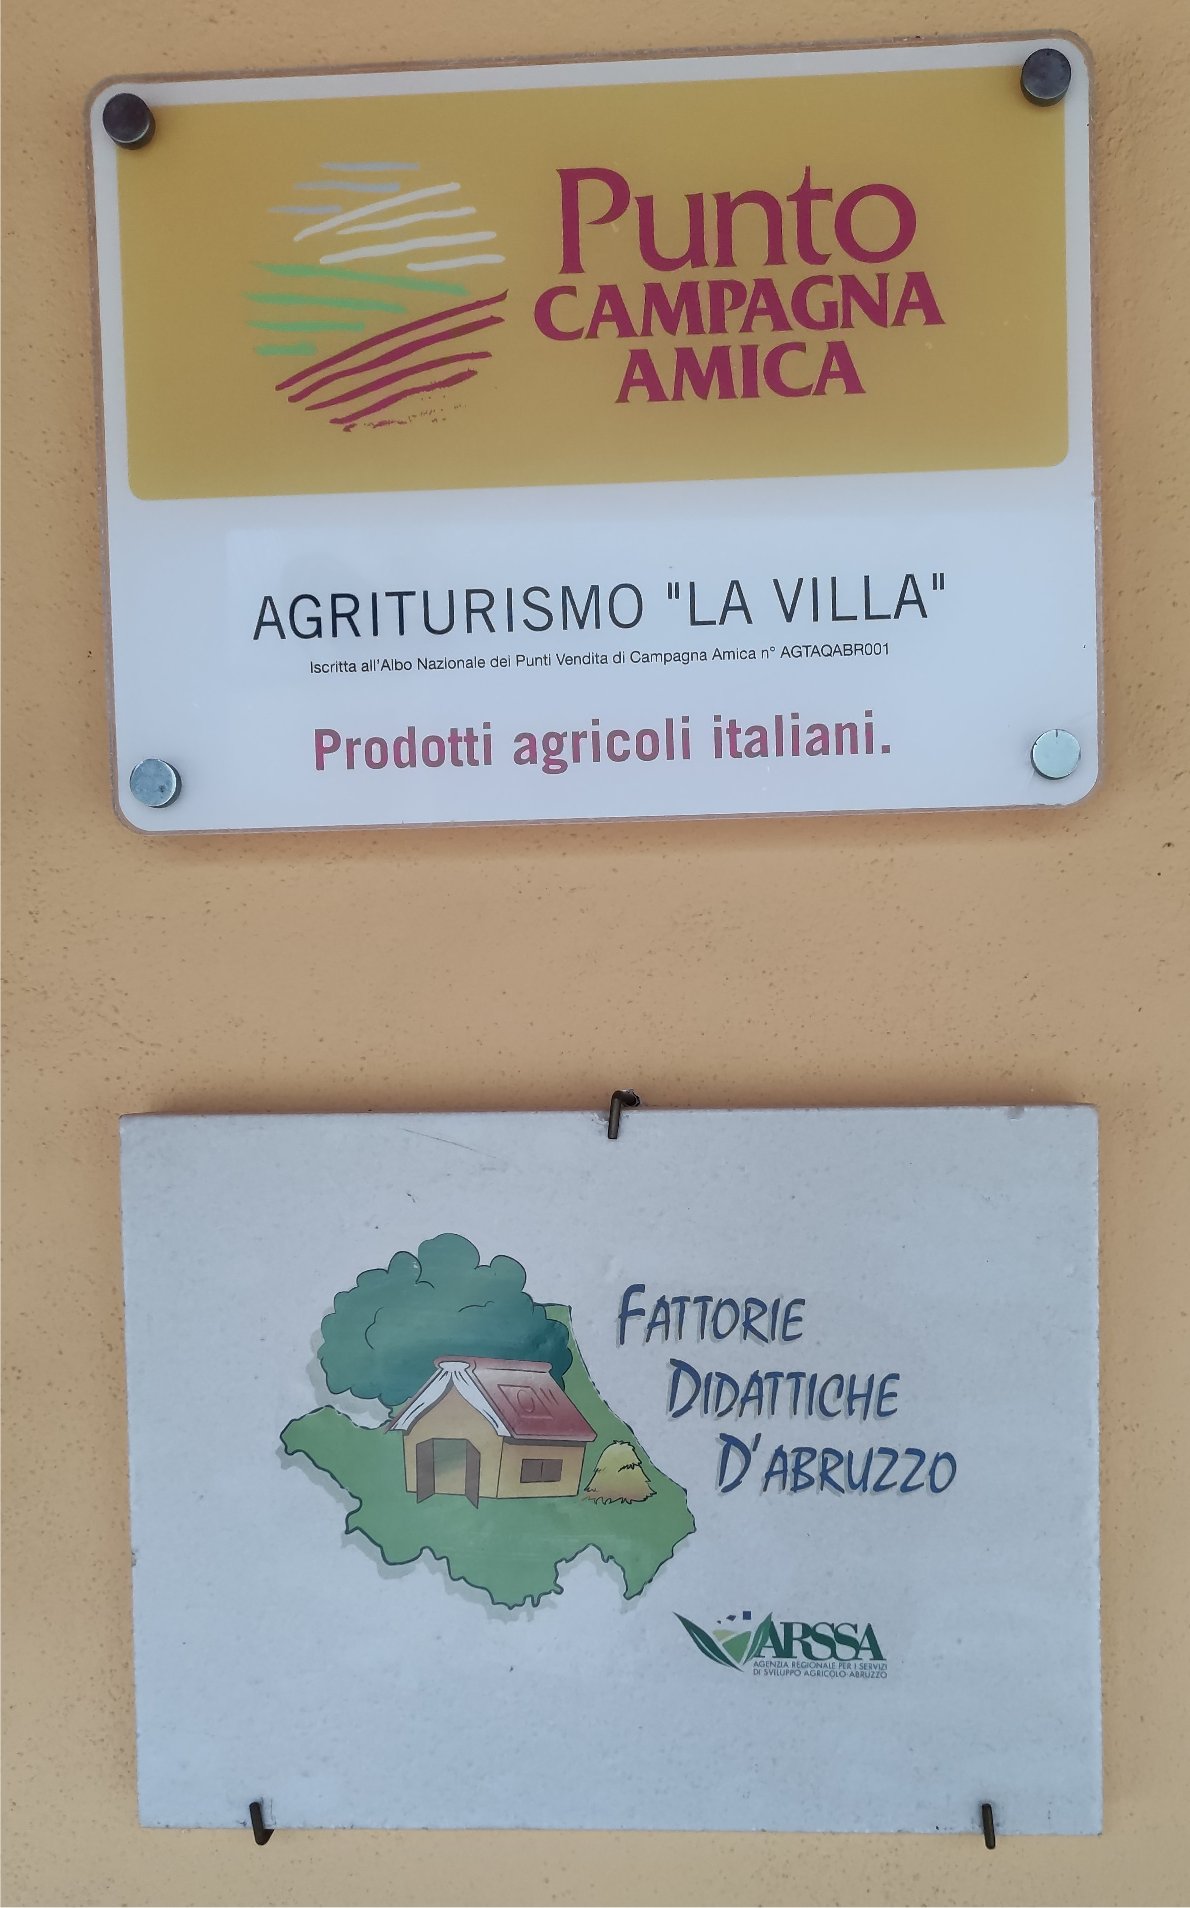 Punto
CAMPAGNA
AMICA
AGRITURISMO "LA VILLA"
Iscritta all'Albo Nazionale dei Punti Vendita di Campagna Amica n° AGTAQABR001
Prodotti agricoli italiani.
FATTORIE
DIDATTICHE
D'ABRUZZO
ARSSA
AGENZIA REGIONALE PER I SERVIZI
DI SVILUPPO AGRICOLO-ABRUZZO